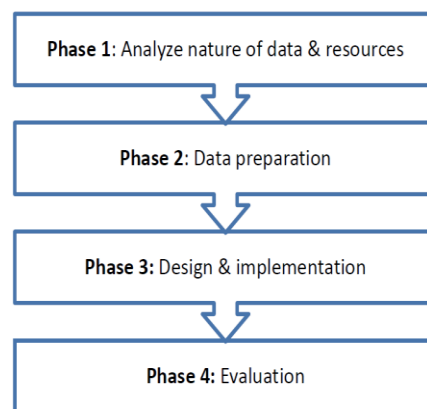 Phase 1: Analyze nature of data & resources
Phase 2: Data preparation
Phase 3: Design & implementation
Phase 4: Evaluation